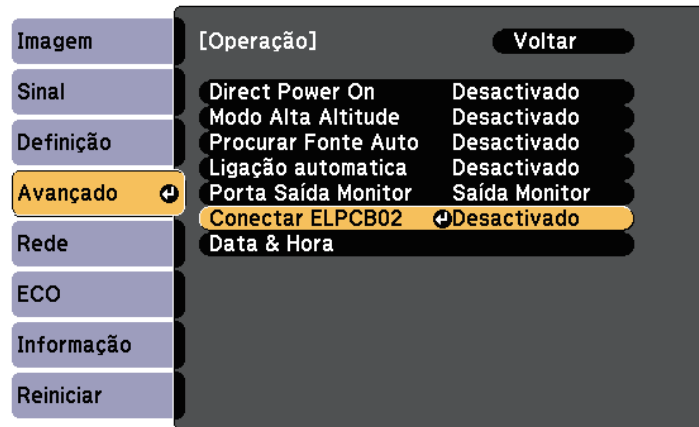 Imagem
Sinal
Definição
Avançado
Rede
ECO
Informação
Reiniciar
[Operação] Voltar
Direct Power On Desactivado
Modo Alta Altitude Desactivado
Procurar Fonte Auto Desactivado
Ligação automatica Desactivado
Porta Saída Monitor Saída Monitor
Conectar ELPCB02 Desactivado
Data & Hora